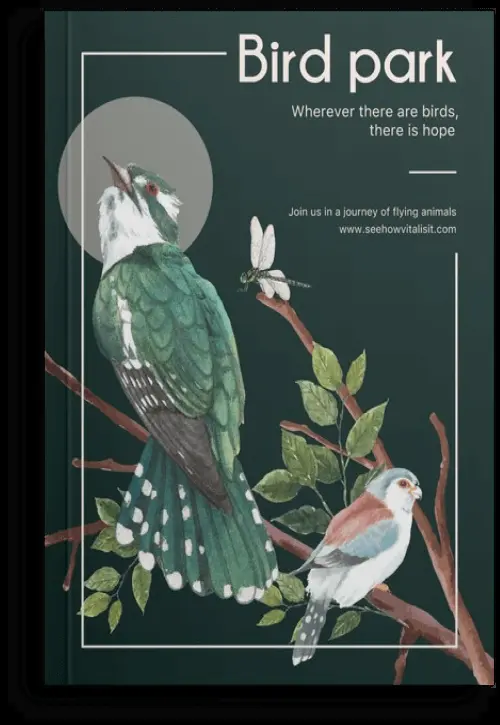 Bird park
Wherever there are birds,
there is hope
Join us in a journey of flying animals
www.seehowvitalisit.com